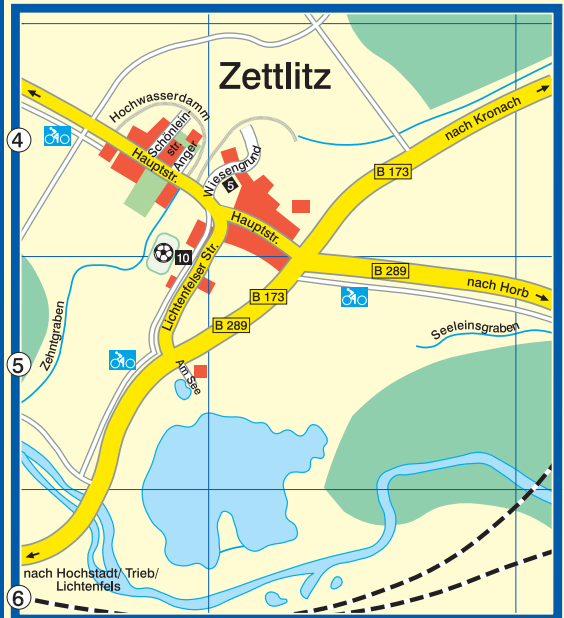 Zettlitz
Hochwasserdamm
Schönlein-
str.
Anger
nach Kronach
4
Hauptstr.
Wiesengrund
5
B 173
Hauptstr.
10
Lichtenfelser Str.
B 289
nach Horb
B 173
B 289
Seeleinsgraben
Zehntgraben
5
Am See
nach Hochstadt/ Trieb/
Lichtenfels
6